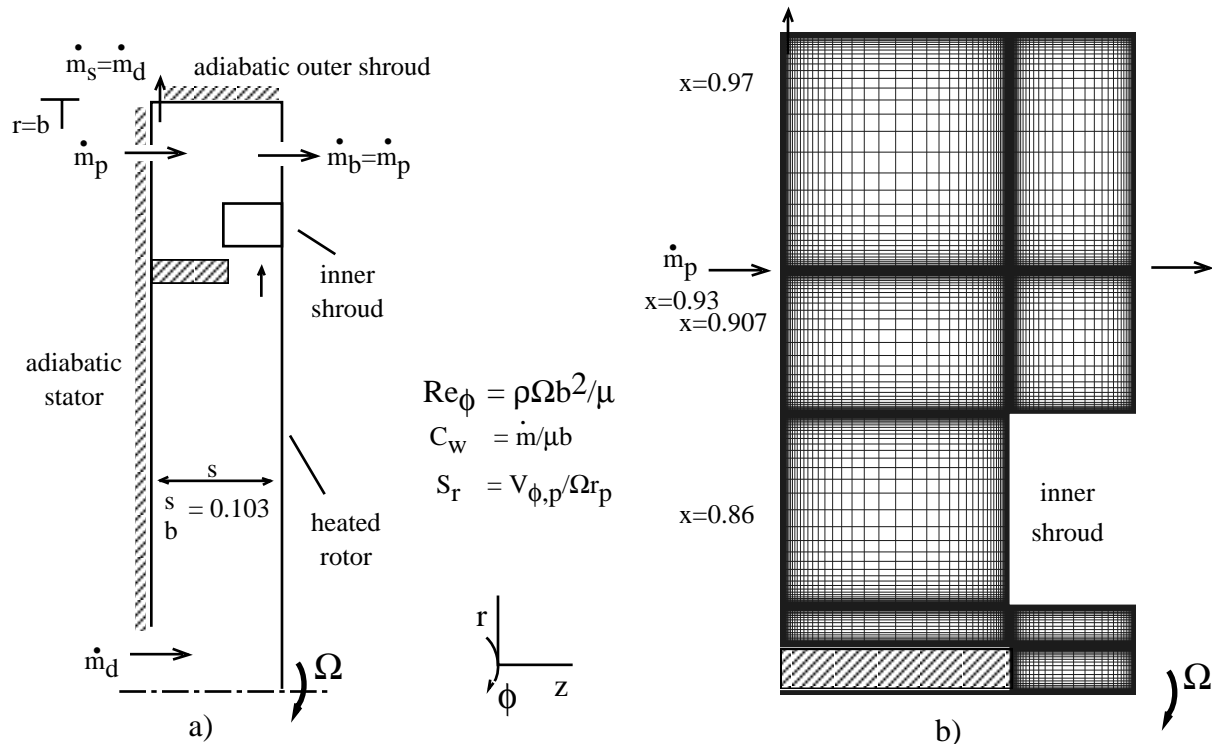 ṁs=ṁd
adiabatic outer shroud
r=b
ṁp
ṁb=ṁp
inner
shroud
adiabatic
stator
s
s
b
= 0.103
heated
rotor
ṁd
Ω
a)
Reϕ = ρΩb²/μ
Cw = ṁ/μb
Sr = Vϕ,p/Ωrp
r
ϕ
z
x=0.97
ṁp
x=0.93
x=0.907
x=0.86
inner
shroud
Ω
b)